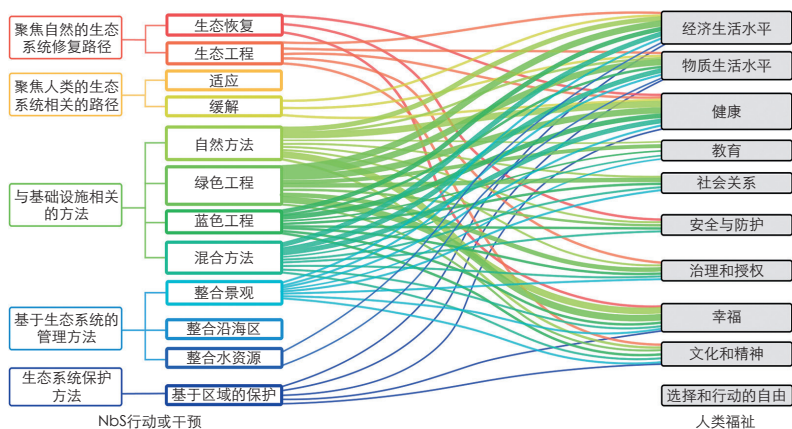 聚焦自然的生态
系统修复路径
聚焦人类的生态
系统相关的路径
与基础设施相关
的方法
基于生态系统的
管理方法
生态系统保护
方法
生态恢复
生态工程
适应
缓解
自然方法
绿色工程
蓝色工程
混合方法
整合景观
整合沿海区
整合水资源
基于区域的保护
经济生活水平
物质生活水平
健康
教育
社会关系
安全与防护
治理和授权
幸福
文化和精神
选择和行动的自由
NbS行动或干预
人类福祉